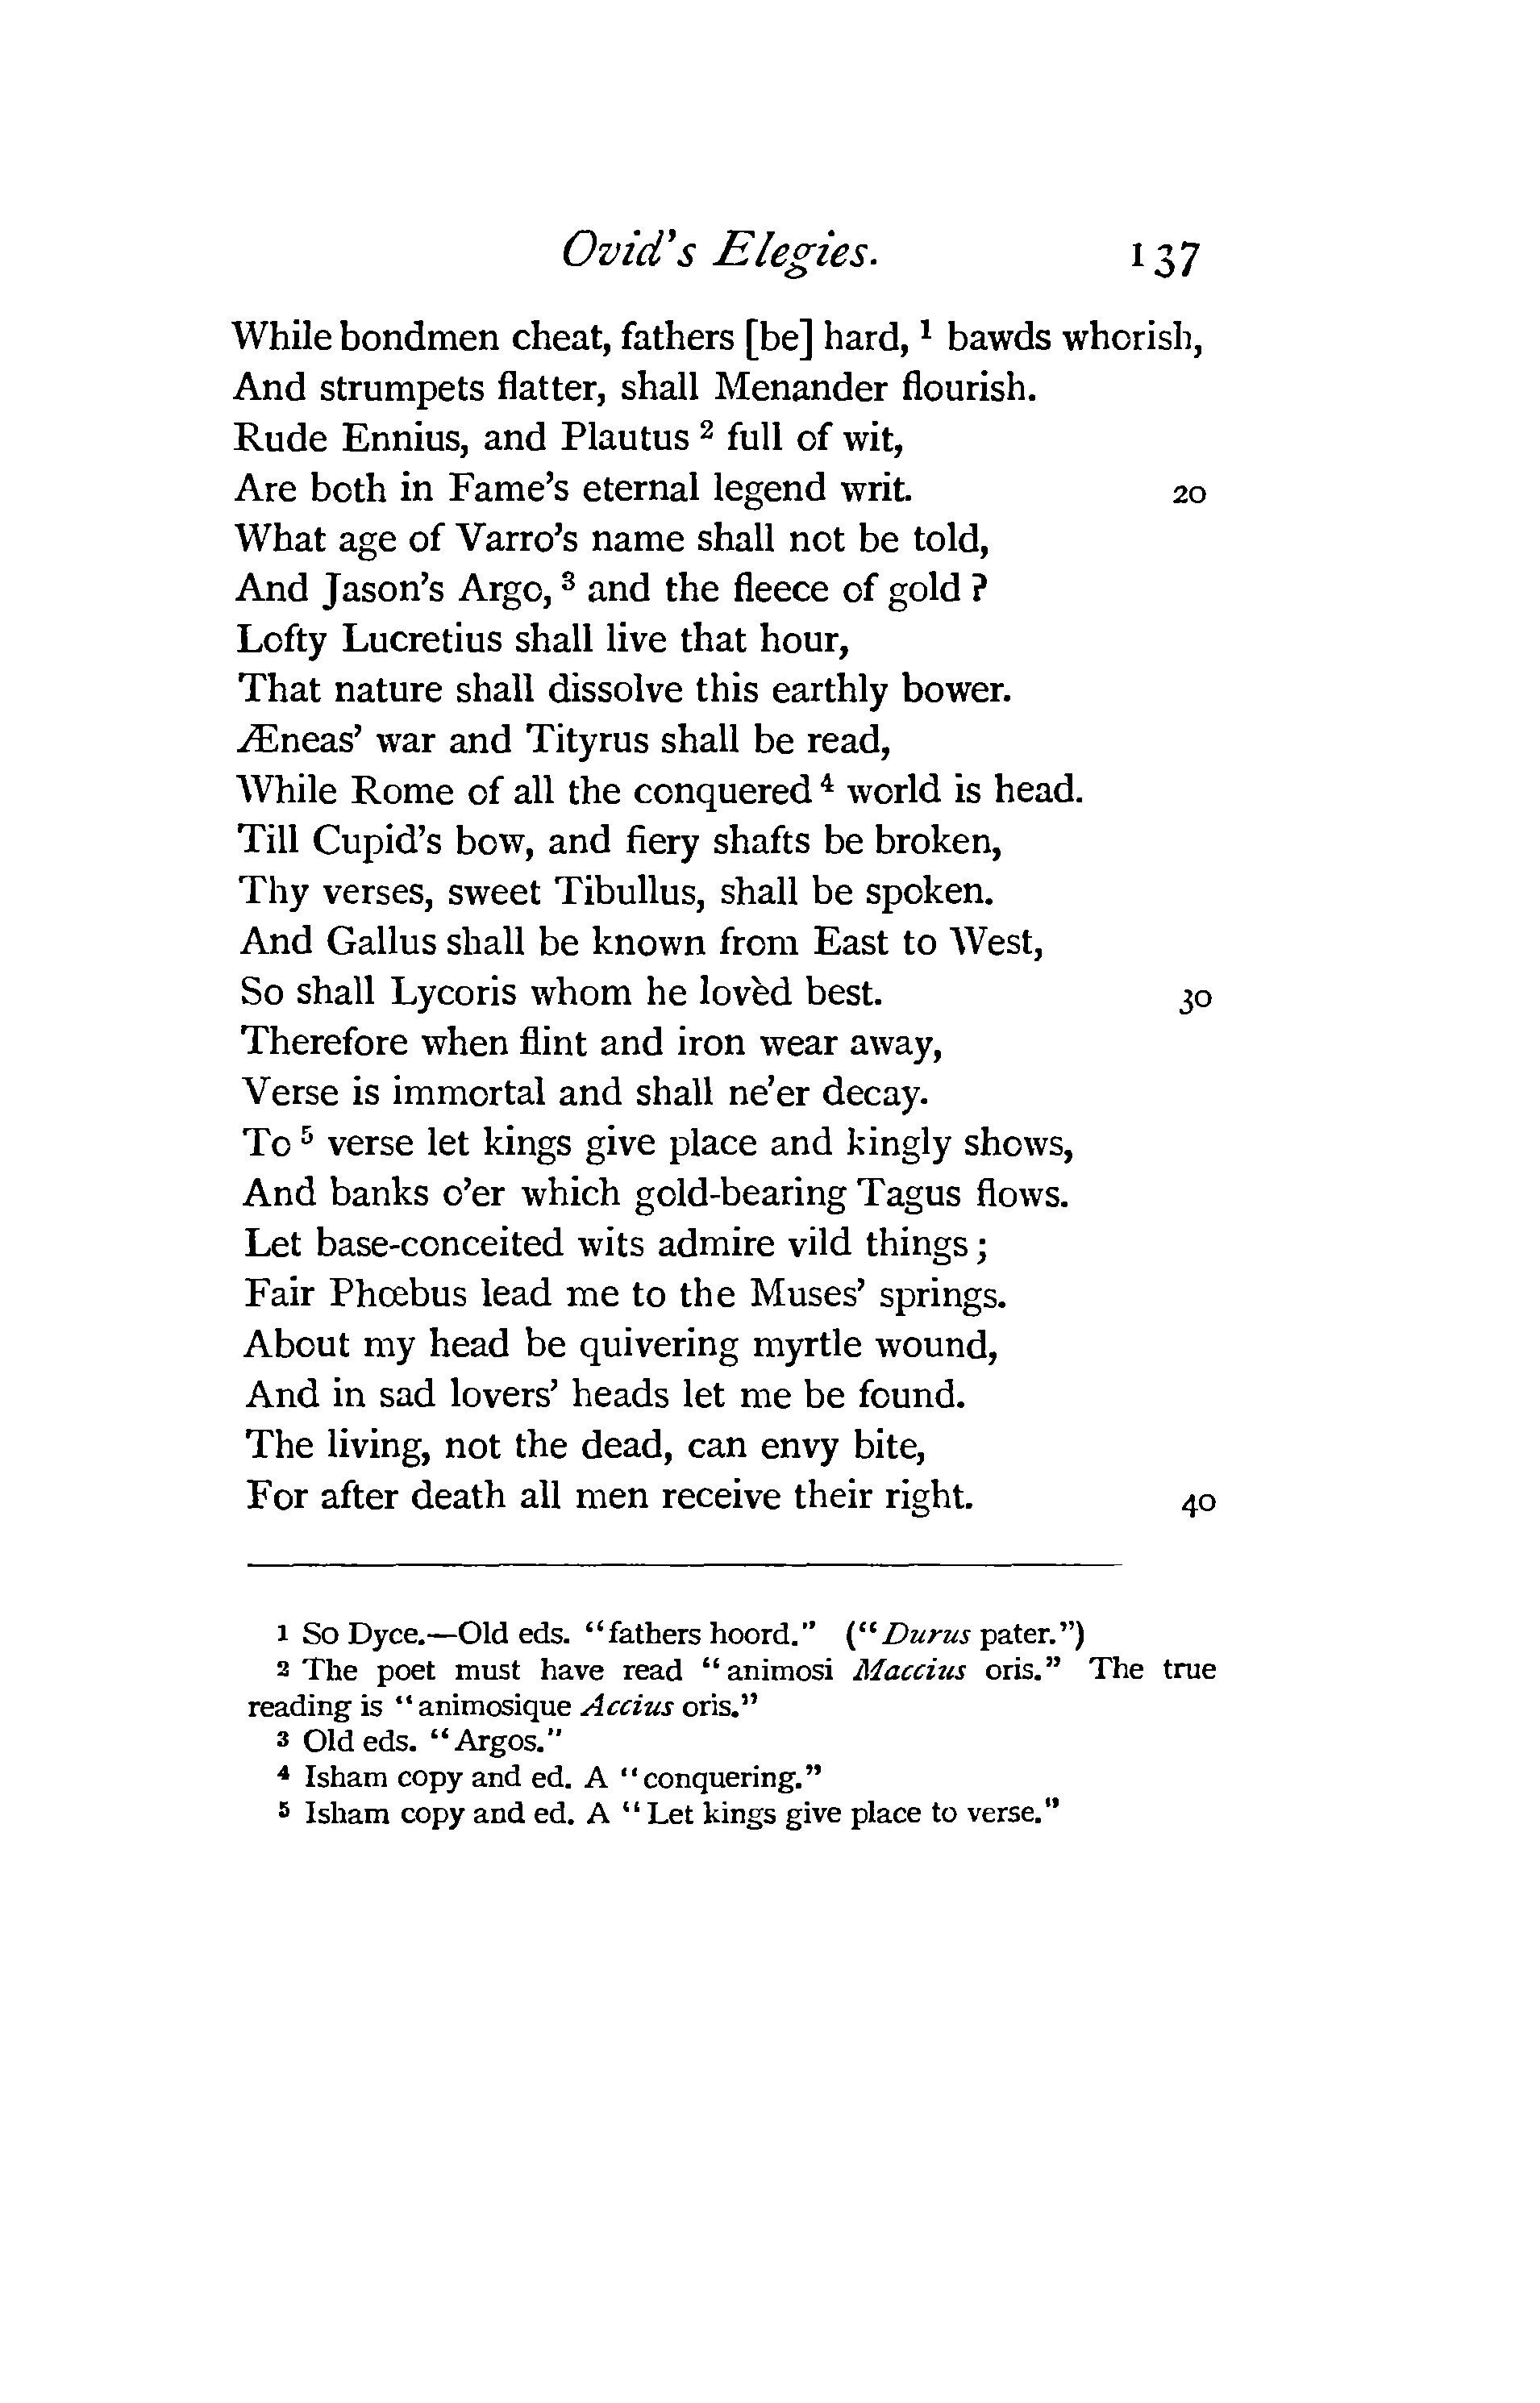 Ovid's Elegies. 137
While bondmen cheat, fathers [be] hard, ¹ bawds whorish,
And strumpets flatter, shall Menander flourish.
Rude Ennius, and Plautus ² full of wit,
Are both in Fame's eternal legend writ. 20
What age of Varro's name shall not be told,
And Jason's Argo, ³ and the fleece of gold ?
Lofty Lucretius shall live that hour,
That nature shall dissolve this earthly bower.
Æneas' war and Tityrus shall be read,
While Rome of all the conquered ⁴ world is head.
Till Cupid's bow, and fiery shafts be broken,
Thy verses, sweet Tibullus, shall be spoken.
And Gallus shall be known from East to West,
So shall Lycoris whom he lovèd best. 30
Therefore when flint and iron wear away,
Verse is immortal and shall ne'er decay.
To ⁵ verse let kings give place and kingly shows,
And banks o'er which gold-bearing Tagus flows.
Let base-conceited wits admire vild things ;
Fair Phœbus lead me to the Muses' springs.
About my head be quivering myrtle wound,
And in sad lovers' heads let me be found.
The living, not the dead, can envy bite,
For after death all men receive their right. 40
1 So Dyce.—Old eds. "fathers hoord." ("Durus pater.")
2 The poet must have read "animosi Maccius oris." The true
reading is "animosique Accius oris."
3 Old eds. "Argos."
4 Isham copy and ed. A "conquering."
5 Isham copy and ed. A "Let kings give place to verse."